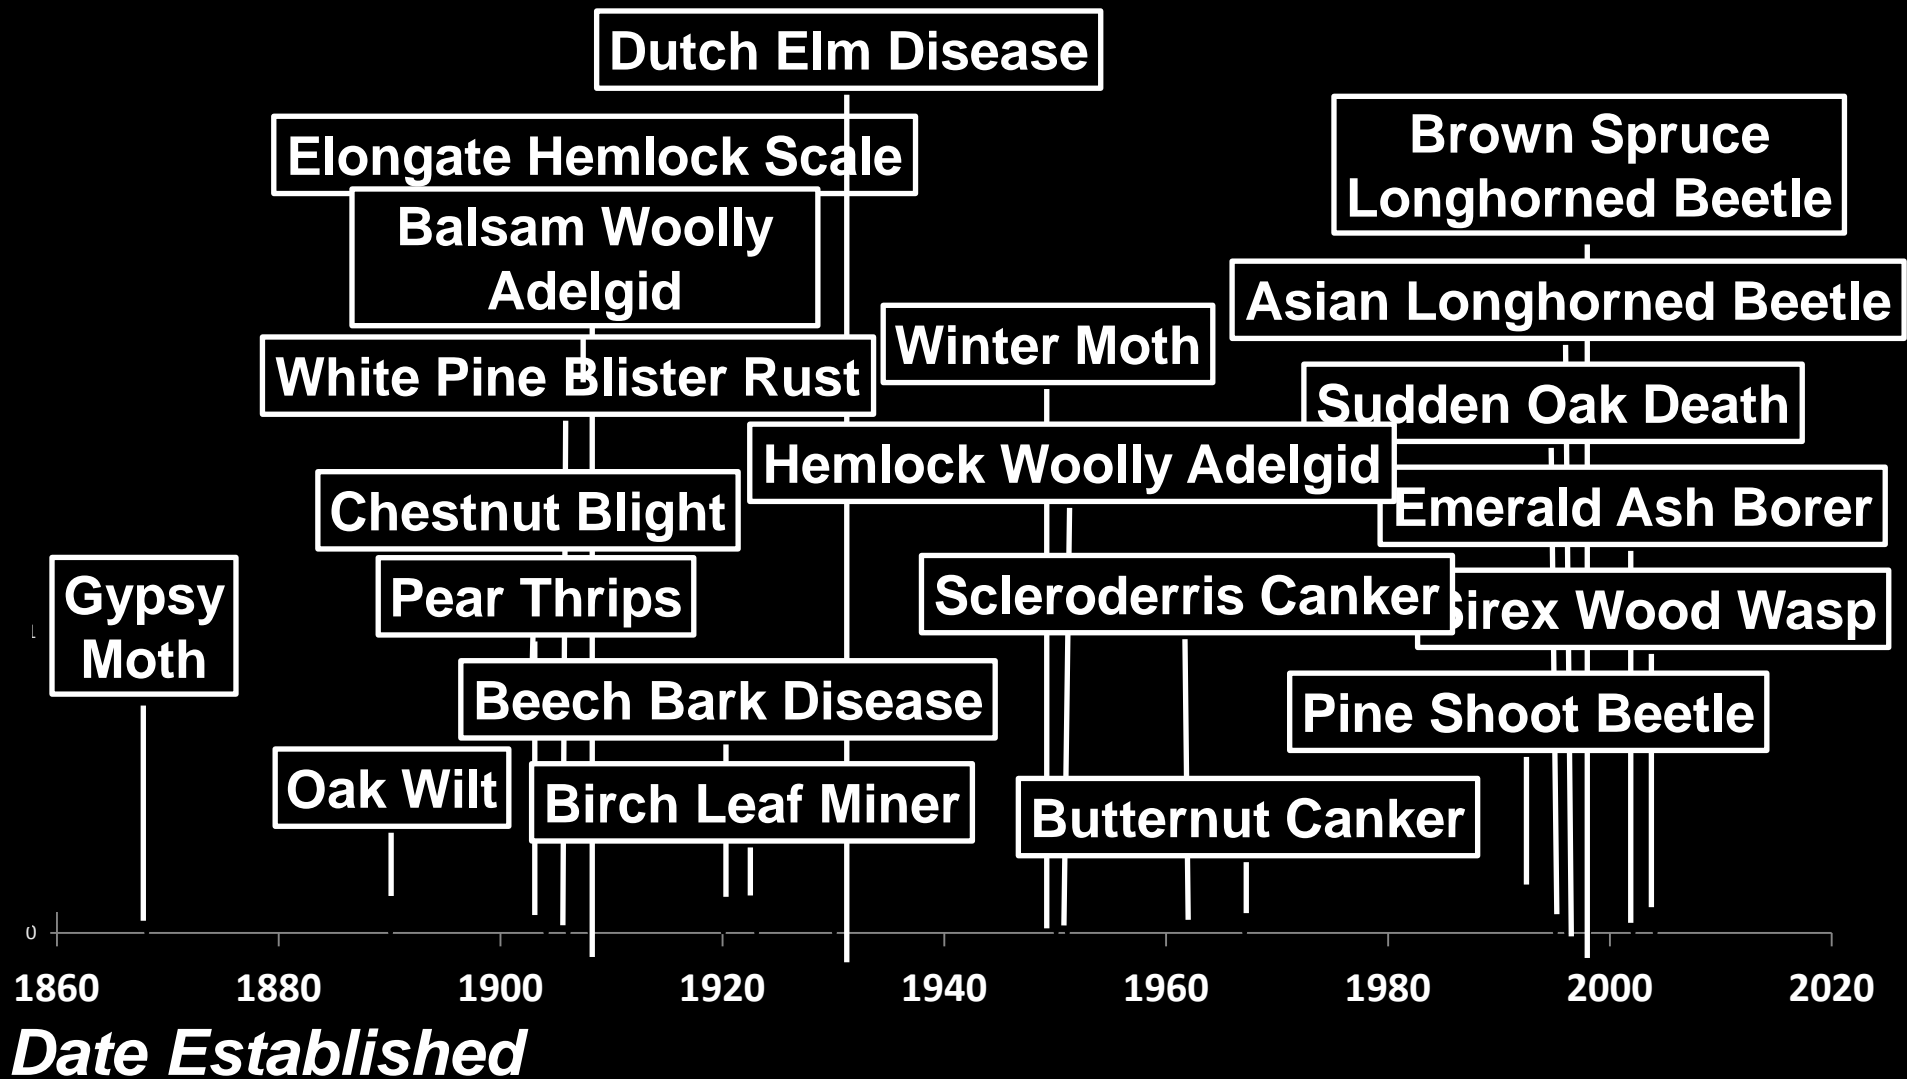 Dutch Elm Disease
Elongate Hemlock Scale
Brown Spruce
Longhorned Beetle
Balsam Woolly
Adelgid
Asian Longhorned Beetle
White Pine Blister Rust
Winter Moth
Sudden Oak Death
Hemlock Woolly Adelgid
Chestnut Blight
Emerald Ash Borer
Gypsy
Moth
Pear Thrips
Scleroderris Canker
Sirex Wood Wasp
1
Beech Bark Disease
Pine Shoot Beetle
Oak Wilt
Birch Leaf Miner
Butternut Canker
0
1860 1880 1900 1920 1940 1960 1980 2000 2020
Date Established